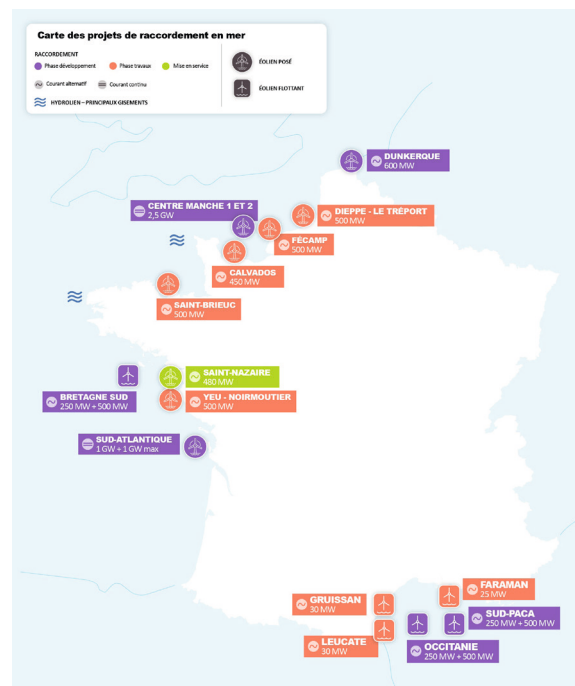 Carte des projets de raccordement en mer
RACCORDEMENT
Phase développement
Phase travaux
Mise en service
Courant alternatif
Courant continu
HYDROLIEN – PRINCIPAUX GISEMENTS
ÉOLIEN POSÉ
ÉOLIEN FLOTTANT
DUNKERQUE
600 MW
CENTRE MANCHE 1 ET 2
2,5 GW
DIEPPE - LE TRÉPORT
500 MW
FÉCAMP
500 MW
CALVADOS
450 MW
SAINT-BRIEUC
500 MW
SAINT-NAZAIRE
480 MW
BRETAGNE SUD
250 MW + 500 MW
YEU - NOIRMOUTIER
500 MW
SUD-ATLANTIQUE
1 GW + 1 GW max
FARAMAN
25 MW
GRUISSAN
30 MW
SUD-PACA
250 MW + 500 MW
LEUCATE
30 MW
OCCITANIE
250 MW + 500 MW